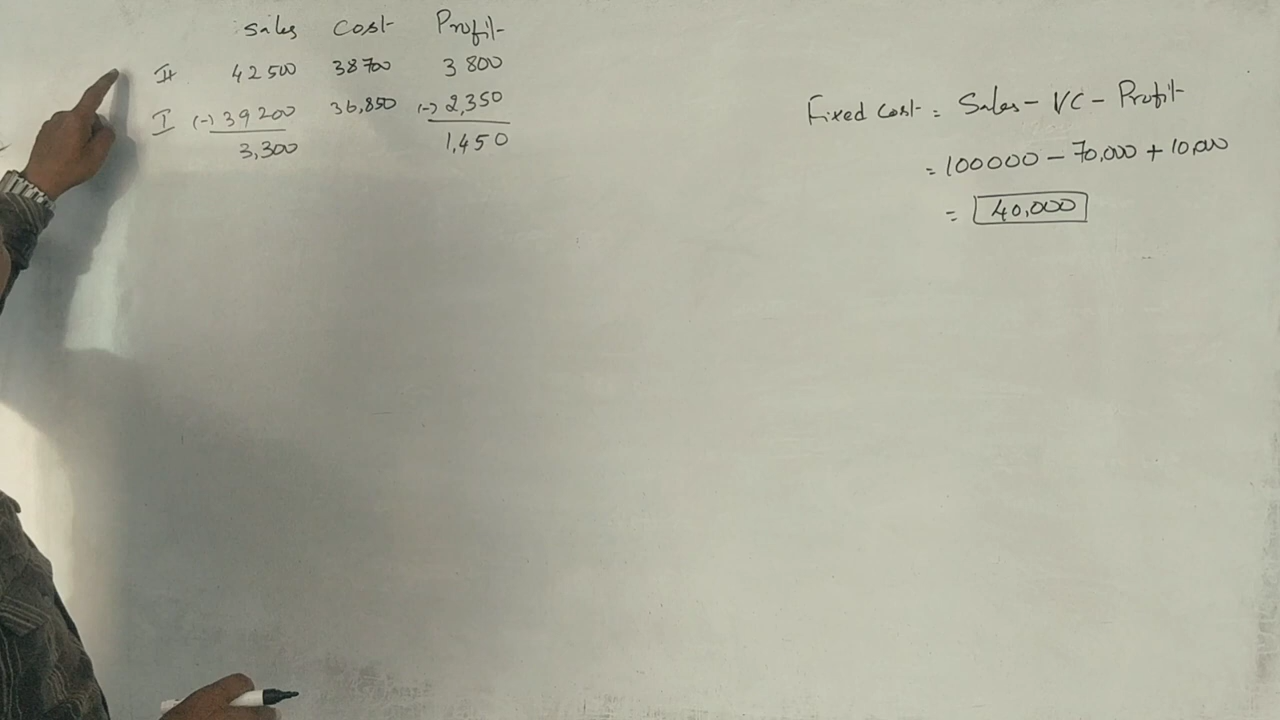 Sales Cost Profit
II 42500 38700 3800
I (-) 39200 36,850 (-) 2,350
3,300 1,450
Fixed Cost = Sales - VC - Profit
= 100000 - 70,000 + 10,000
= 40,000